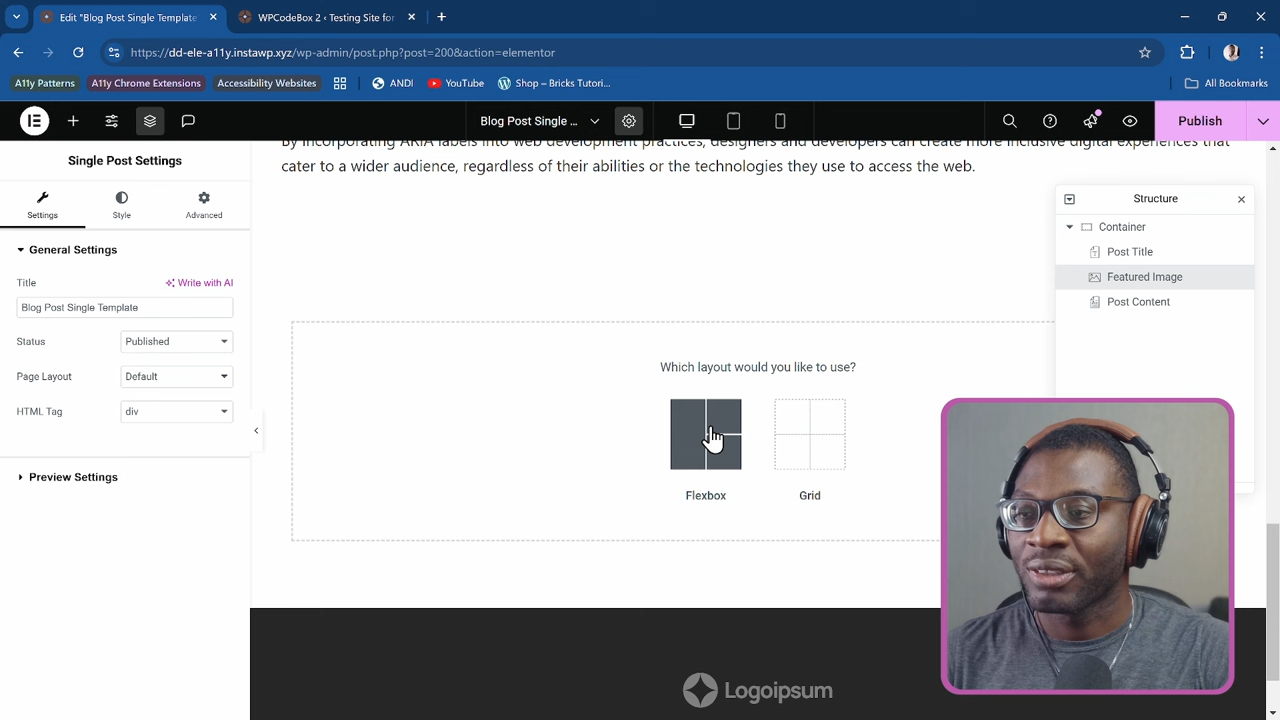 Edit "Blog Post Single Template
WPCodeBox 2 ‹ Testing Site for
https://dd-ele-a11y.instawp.xyz/wp-admin/post.php?post=200&action=elementor
A11y Patterns
A11y Chrome Extensions
Accessibility Websites
ANDI
YouTube
Shop – Bricks Tutori...
All Bookmarks
Blog Post Single ...
Publish
Single Post Settings
Settings
Style
Advanced
General Settings
Title
Write with AI
Blog Post Single Template
Status
Published
Page Layout
Default
HTML Tag
div
Preview Settings
By incorporating ARIA labels into web development practices, designers and developers can create more inclusive digital experiences that
cater to a wider audience, regardless of their abilities or the technologies they use to access the web.
Structure
Container
Post Title
Featured Image
Post Content
Which layout would you like to use?
Flexbox
Grid
Logoipsum